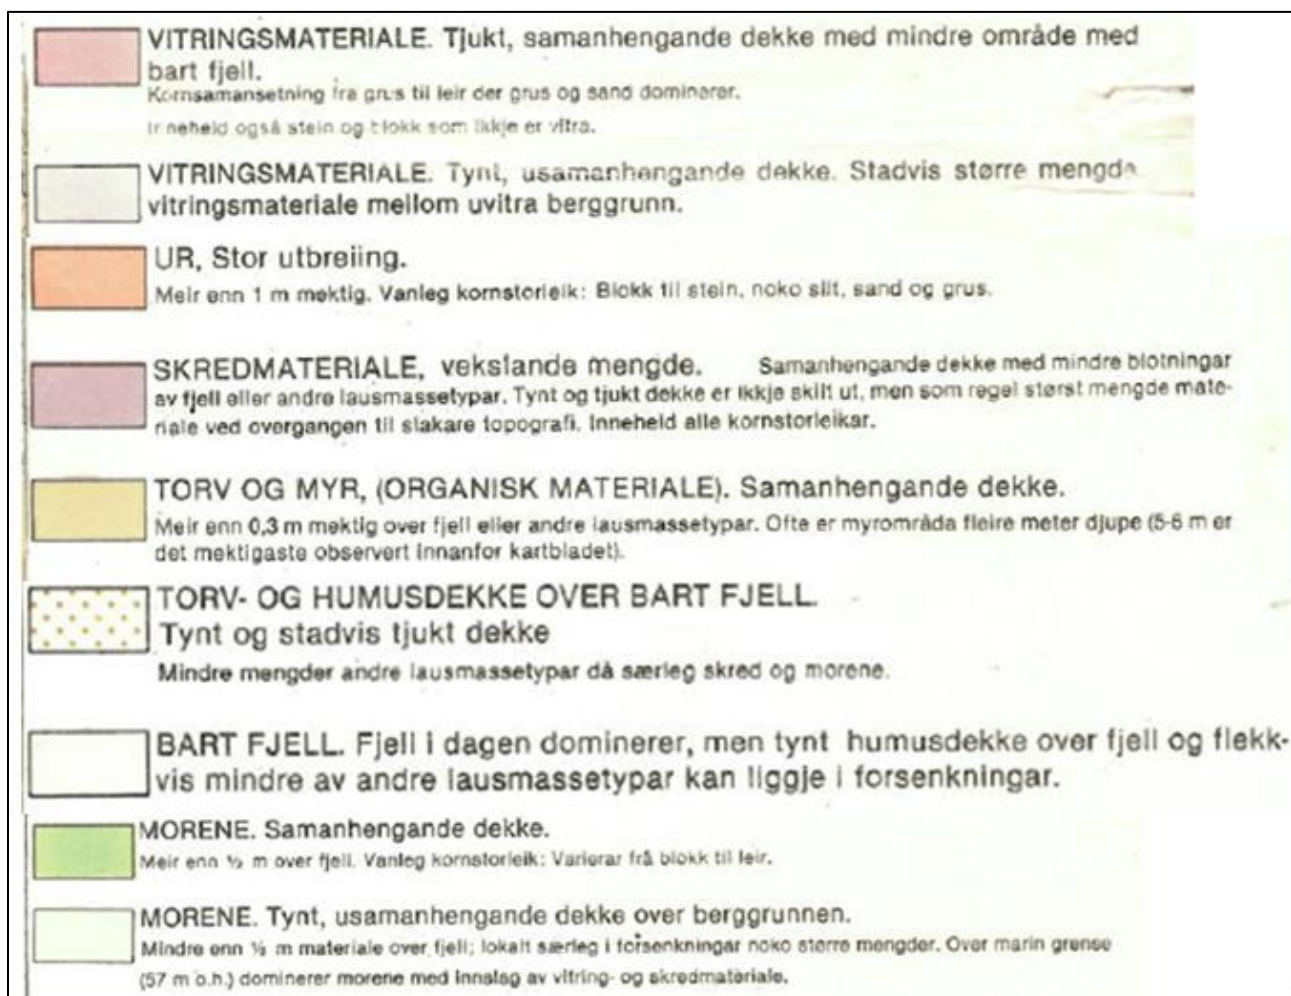 VITRINGSMATERIALE. Tjukt, samanhengande dekke med mindre område med
bart fjell.
Kornsamansetning fra grus til leir der grus og sand dominerer.
Inneheld også stein og blokk som ikkje er vitra.
VITRINGSMATERIALE. Tynt, usamanhengande dekke. Stadvis større mengde
vitringsmateriale mellom uvitra berggrunn.
UR, Stor utbreiing.
Meir enn 1 m mektig. Vanleg kornstorleik: Blokk til stein, noko silt, sand og grus.
SKREDMATERIALE, vekslande mengde. Samanhengande dekke med mindre blotningar
av fjell eller andre lausmassetypar. Tynt og tjukt dekke er ikkje skilt ut, men som regel størst mengde mate-
riale ved overgangen til slakare topografi. Inneheld alle kornstorleikar.
TORV OG MYR, (ORGANISK MATERIALE). Samanhengande dekke.
Meir enn 0,3 m mektig over fjell eller andre lausmassetypar. Ofte er myrområda fleire meter djupe (5-6 m er
det mektigaste observert innanfor kartbladet).
TORV- OG HUMUSDEKKE OVER BART FJELL.
Tynt og stadvis tjukt dekke
Mindre mengder andre lausmassetypar då særleg skred og morene.
BART FJELL. Fjell i dagen dominerer, men tynt humusdekke over fjell og flekk-
vis mindre av andre lausmassetypar kan liggje i forsenkningar.
MORENE. Samanhengande dekke.
Meir enn ½ m over fjell. Vanleg kornstorleik: Varierar frå blokk til leir.
MORENE. Tynt, usamanhengande dekke over berggrunnen.
Mindre enn ½ m materiale over fjell; lokalt særleg i forsenkningar noko større mengder. Over marin grense
(57 m o.h.) dominerer morene med innslag av vitring- og skredmateriale.